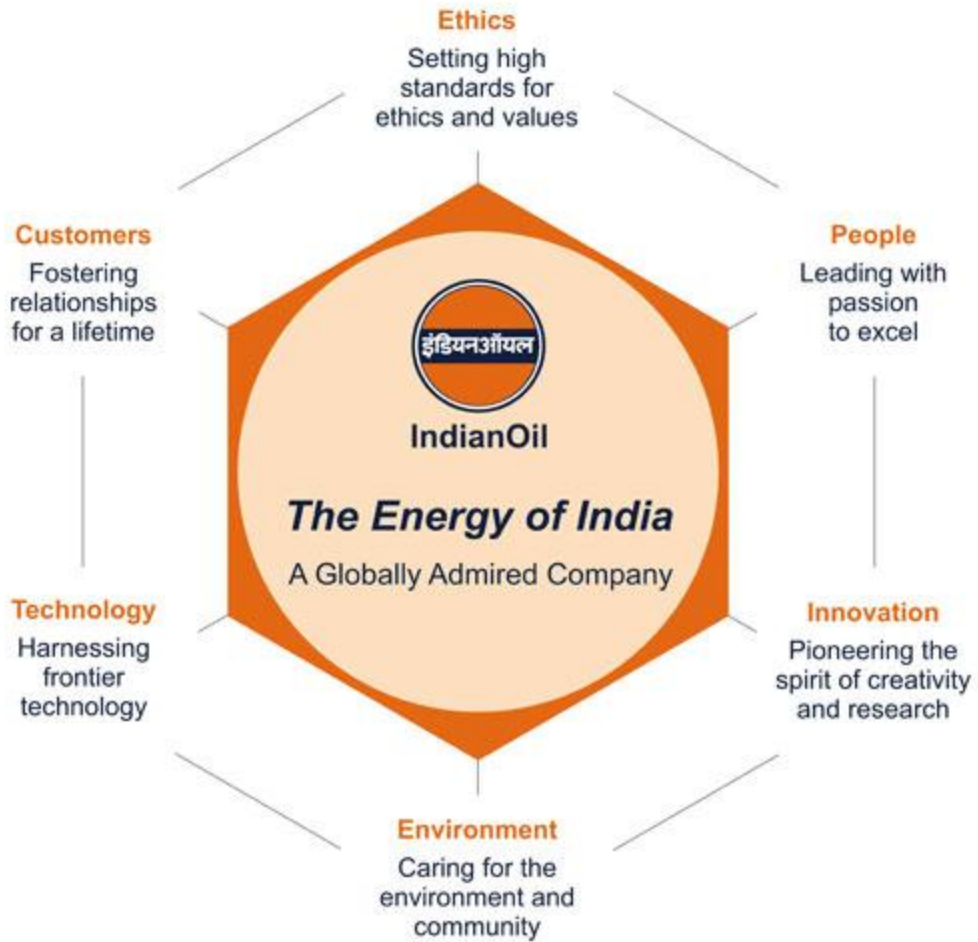 Ethics
Setting high
standards for
ethics and values
Customers
Fostering
relationships
for a lifetime
People
Leading with
passion
to excel
इंडियनऑयल
IndianOil
The Energy of India
A Globally Admired Company
Technology
Harnessing
frontier
technology
Innovation
Pioneering the
spirit of creativity
and research
Environment
Caring for the
environment and
community